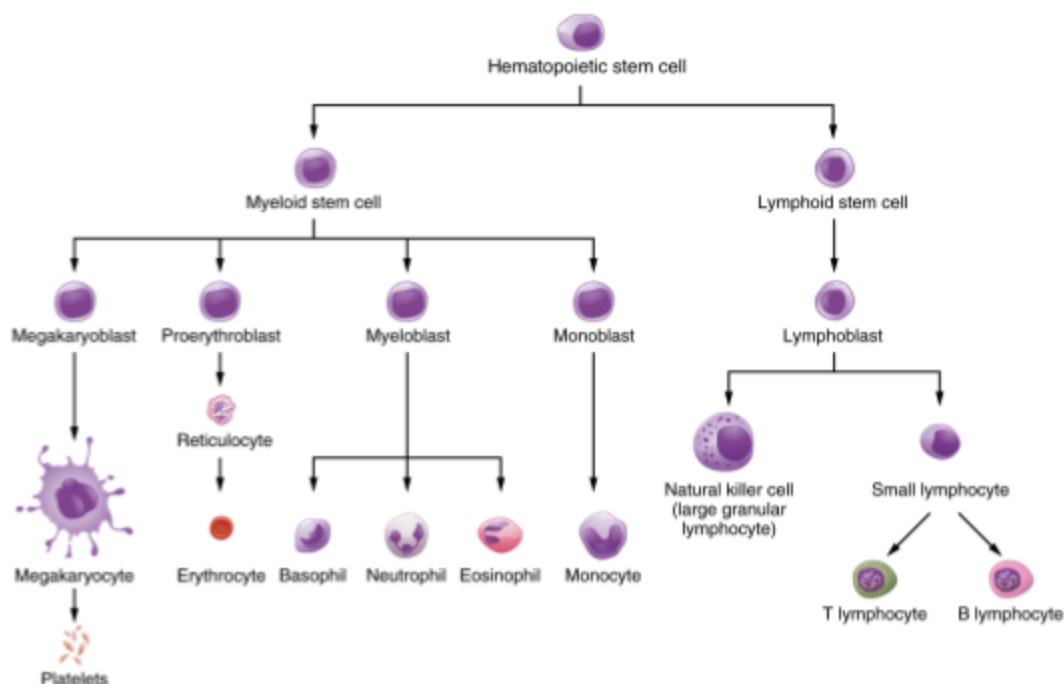 Hematopoietic stem cell
Myeloid stem cell
Lymphoid stem cell
Megakaryoblast
Proerythroblast
Myeloblast
Monoblast
Lymphoblast
Reticulocyte
Natural killer cell
(large granular
lymphocyte)
Small lymphocyte
Megakaryocyte
Erythrocyte
Basophil
Neutrophil
Eosinophil
Monocyte
T lymphocyte
B lymphocyte
Platelets